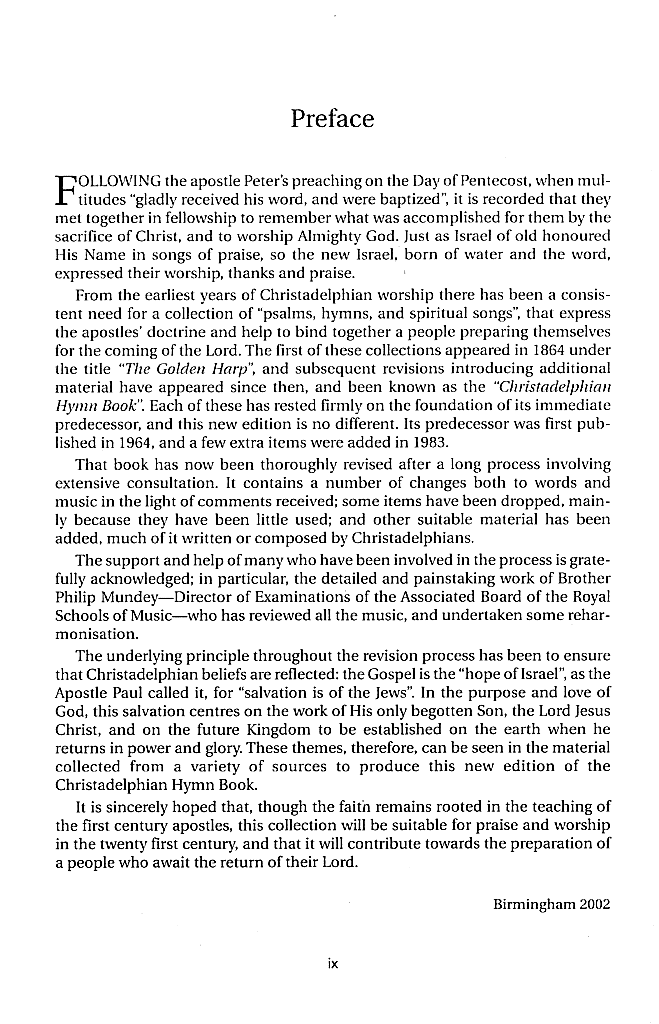 Preface
FOLLOWING the apostle Peter's preaching on the Day of Pentecost, when mul-
titudes "gladly received his word, and were baptized", it is recorded that they
met together in fellowship to remember what was accomplished for them by the
sacrifice of Christ, and to worship Almighty God. Just as Israel of old honoured
His Name in songs of praise, so the new Israel, born of water and the word,
expressed their worship, thanks and praise.
From the earliest years of Christadelphian worship there has been a consis-
tent need for a collection of "psalms, hymns, and spiritual songs", that express
the apostles' doctrine and help to bind together a people preparing themselves
for the coming of the Lord. The first of these collections appeared in 1864 under
the title "The Golden Harp", and subsequent revisions introducing additional
material have appeared since then, and been known as the "Christadelphian
Hymn Book". Each of these has rested firmly on the foundation of its immediate
predecessor, and this new edition is no different. Its predecessor was first pub-
lished in 1964, and a few extra items were added in 1983.
That book has now been thoroughly revised after a long process involving
extensive consultation. It contains a number of changes both to words and
music in the light of comments received; some items have been dropped, main-
ly because they have been little used; and other suitable material has been
added, much of it written or composed by Christadelphians.
The support and help of many who have been involved in the process is grate-
fully acknowledged; in particular, the detailed and painstaking work of Brother
Philip Mundey—Director of Examinations of the Associated Board of the Royal
Schools of Music—who has reviewed all the music, and undertaken some rehar-
monisation.
The underlying principle throughout the revision process has been to ensure
that Christadelphian beliefs are reflected: the Gospel is the "hope of Israel", as the
Apostle Paul called it, for "salvation is of the Jews". In the purpose and love of
God, this salvation centres on the work of His only begotten Son, the Lord Jesus
Christ, and on the future Kingdom to be established on the earth when he
returns in power and glory. These themes, therefore, can be seen in the material
collected from a variety of sources to produce this new edition of the
Christadelphian Hymn Book.
It is sincerely hoped that, though the faith remains rooted in the teaching of
the first century apostles, this collection will be suitable for praise and worship
in the twenty first century, and that it will contribute towards the preparation of
a people who await the return of their Lord.
Birmingham 2002
ix